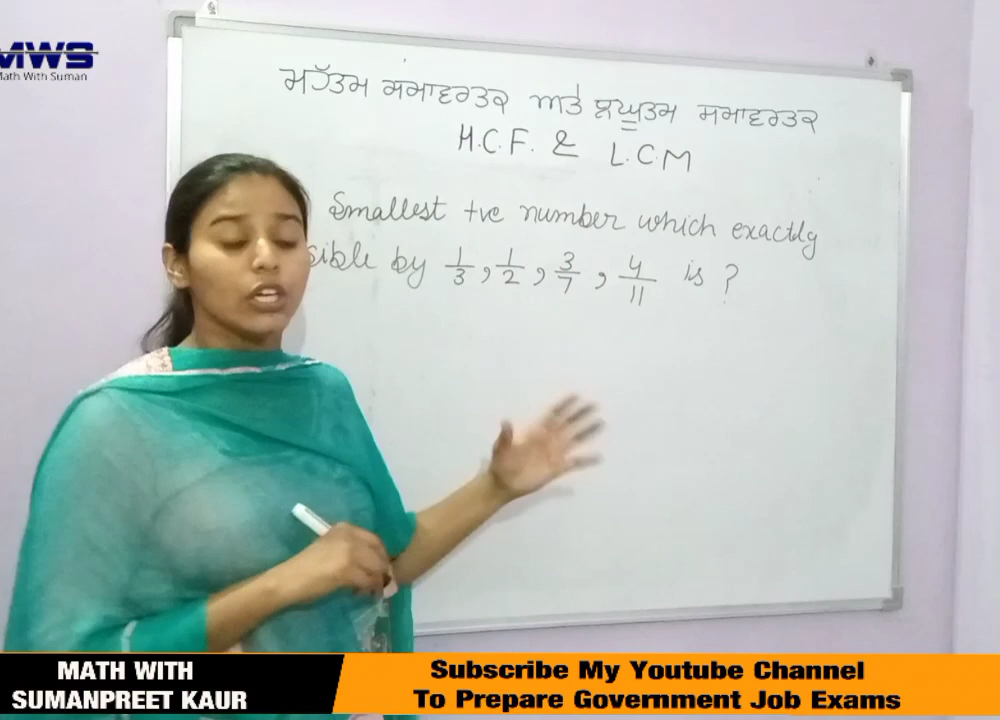 MWS
Math With Suman
ਮਹੱਤਮ ਸਮਾਵਰਤਕ ਅਤੇ ਲਘੂਤਮ ਸਮਾਵਰਤਕ
H.C.F. & L.C.M
Smallest +ve number which exactly
sible by 1/3, 1/2, 3/7, 4/11 is ?
MATH WITH
SUMANPREET KAUR
Subscribe My Youtube Channel
To Prepare Government Job Exams